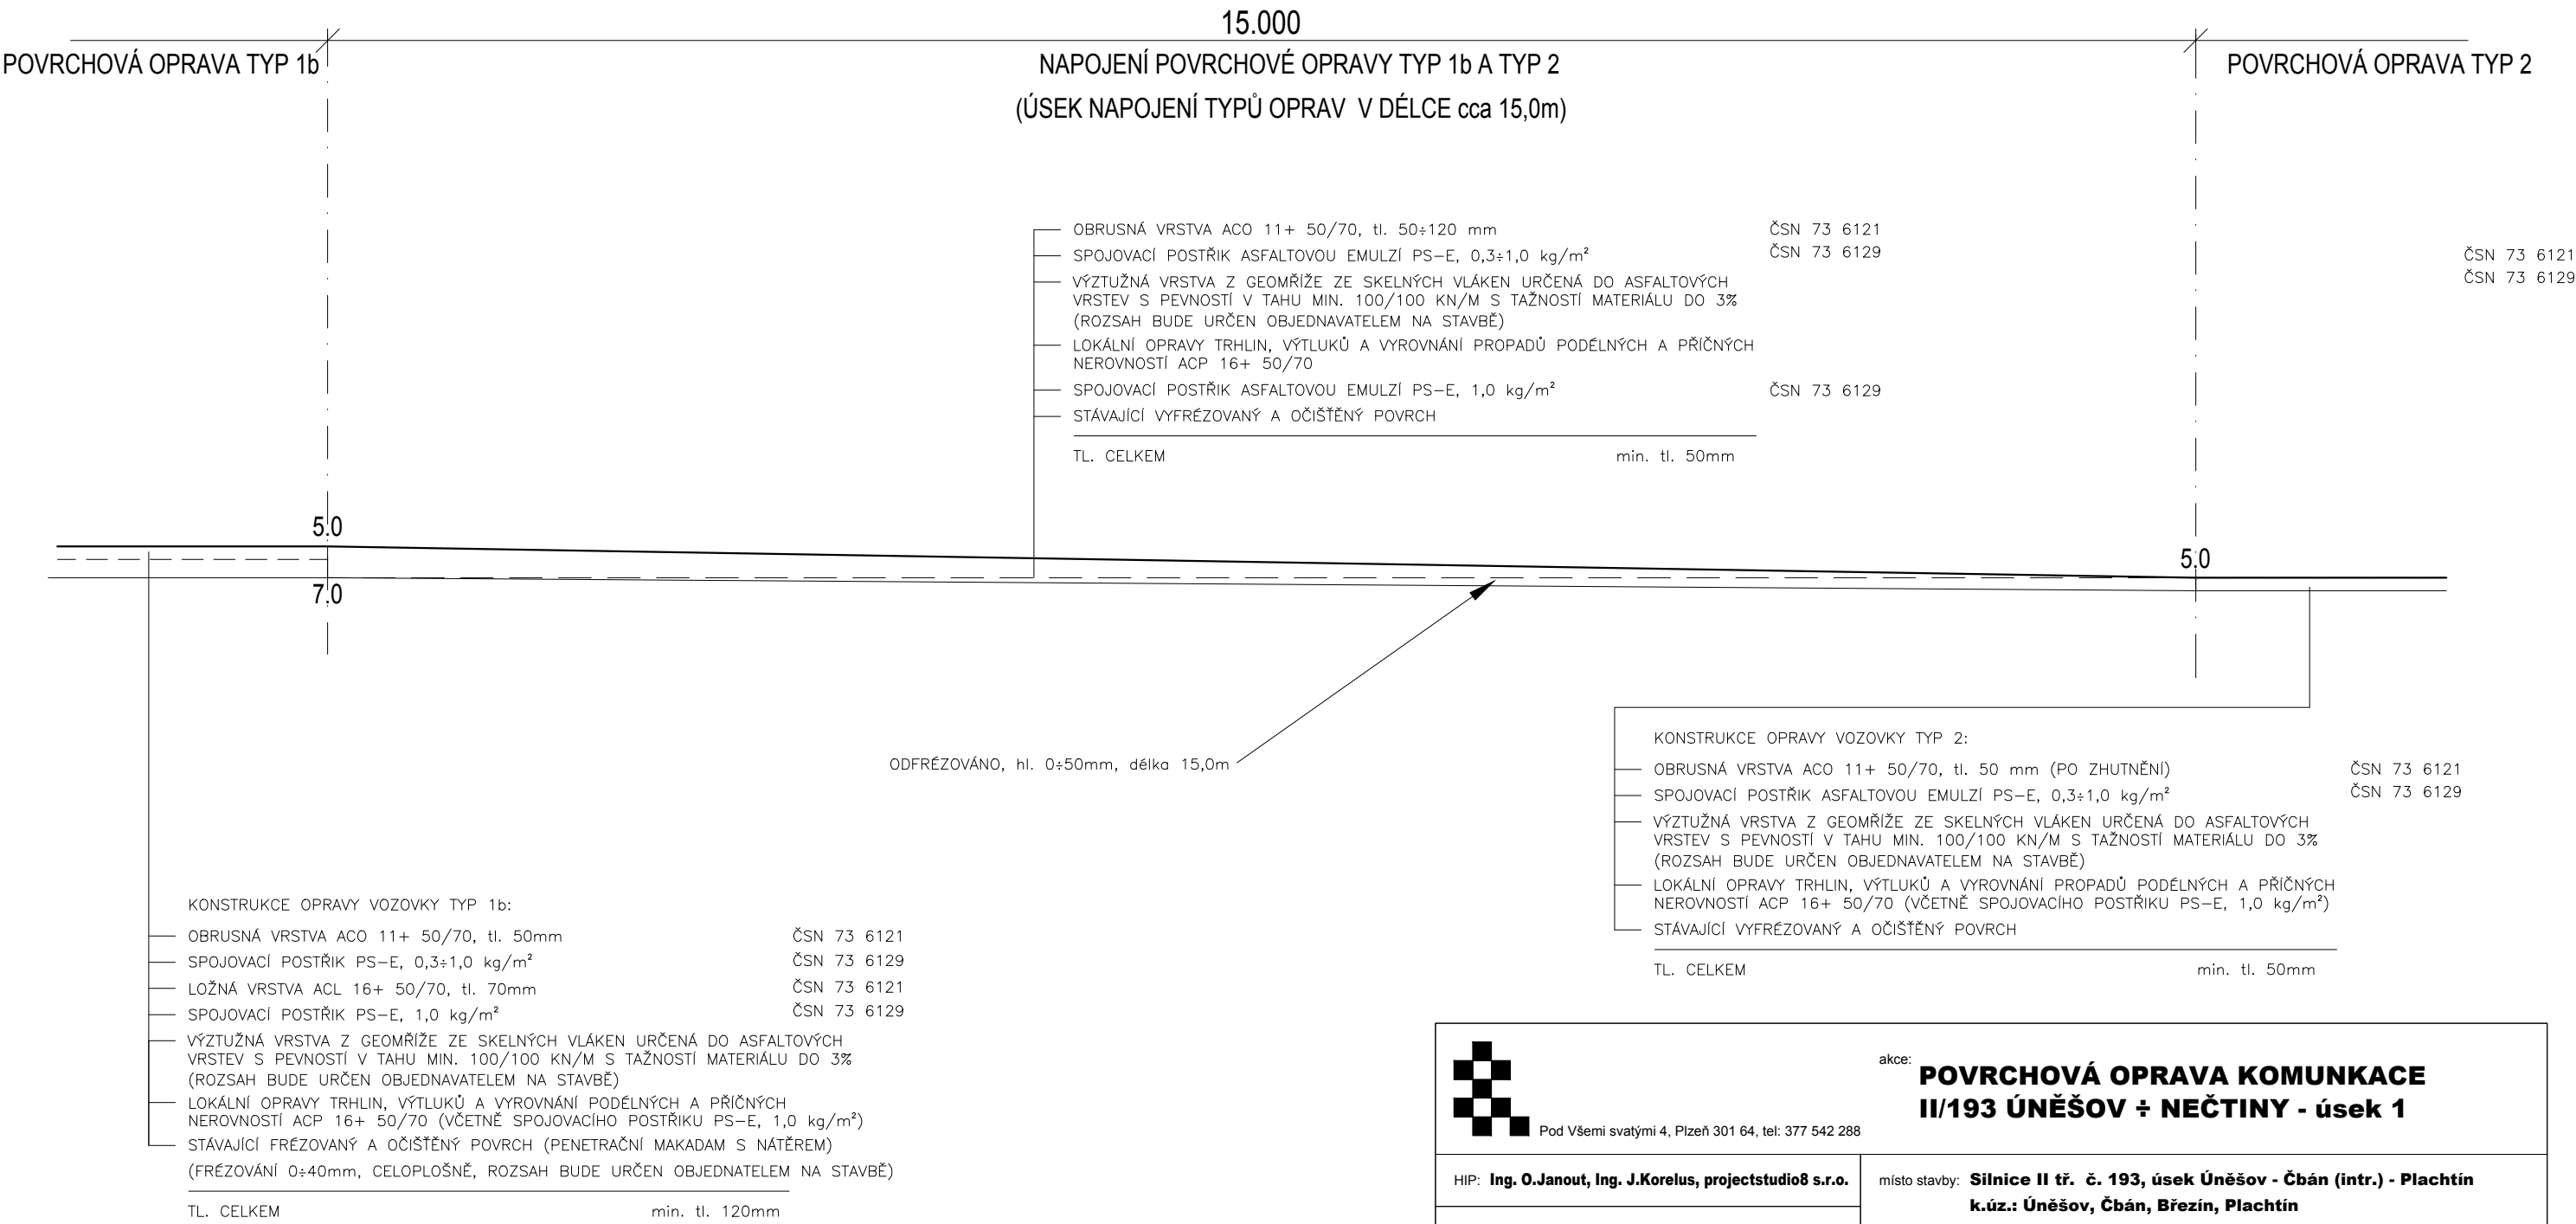 15.000
POVRCHOVÁ OPRAVA TYP 1b
NAPOJENÍ POVRCHOVÉ OPRAVY TYP 1b A TYP 2
POVRCHOVÁ OPRAVA TYP 2
(ÚSEK NAPOJENÍ TYPŮ OPRAV V DÉLCE cca 15,0m)
OBRUSNÁ VRSTVA ACO 11+ 50/70, tl. 50÷120 mm ČSN 73 6121
SPOJOVACÍ POSTŘIK ASFALTOVOU EMULZÍ PS-E, 0,3÷1,0 kg/m² ČSN 73 6129
VÝZTUŽNÁ VRSTVA Z GEOMŘÍŽE ZE SKELNÝCH VLÁKEN URČENÁ DO ASFALTOVÝCH
VRSTEV S PEVNOSTÍ V TAHU MIN. 100/100 KN/M S TAŽNOSTÍ MATERIÁLU DO 3%
(ROZSAH BUDE URČEN OBJEDNAVATELEM NA STAVBĚ)
LOKÁLNÍ OPRAVY TRHLIN, VÝTLUKŮ A VYROVNÁNÍ PROPADŮ PODÉLNÝCH A PŘÍČNÝCH
NEROVNOSTÍ ACP 16+ 50/70
SPOJOVACÍ POSTŘIK ASFALTOVOU EMULZÍ PS-E, 1,0 kg/m² ČSN 73 6129
STÁVAJÍCÍ VYFRÉZOVANÝ A OČIŠTĚNÝ POVRCH
TL. CELKEM min. tl. 50mm
ČSN 73 6121
ČSN 73 6129
5.0
7.0
5.0
ODFRÉZOVÁNO, hl. 0÷50mm, délka 15,0m
KONSTRUKCE OPRAVY VOZOVKY TYP 2:
OBRUSNÁ VRSTVA ACO 11+ 50/70, tl. 50 mm (PO ZHUTNĚNÍ) ČSN 73 6121
SPOJOVACÍ POSTŘIK ASFALTOVOU EMULZÍ PS-E, 0,3÷1,0 kg/m² ČSN 73 6129
VÝZTUŽNÁ VRSTVA Z GEOMŘÍŽE ZE SKELNÝCH VLÁKEN URČENÁ DO ASFALTOVÝCH
VRSTEV S PEVNOSTÍ V TAHU MIN. 100/100 KN/M S TAŽNOSTÍ MATERIÁLU DO 3%
(ROZSAH BUDE URČEN OBJEDNAVATELEM NA STAVBĚ)
LOKÁLNÍ OPRAVY TRHLIN, VÝTLUKŮ A VYROVNÁNÍ PROPADŮ PODÉLNÝCH A PŘÍČNÝCH
NEROVNOSTÍ ACP 16+ 50/70 (VČETNĚ SPOJOVACÍHO POSTŘIKU PS-E, 1,0 kg/m²)
STÁVAJÍCÍ VYFRÉZOVANÝ A OČIŠTĚNÝ POVRCH
TL. CELKEM min. tl. 50mm
KONSTRUKCE OPRAVY VOZOVKY TYP 1b:
OBRUSNÁ VRSTVA ACO 11+ 50/70, tl. 50mm ČSN 73 6121
SPOJOVACÍ POSTŘIK PS-E, 0,3÷1,0 kg/m² ČSN 73 6129
LOŽNÁ VRSTVA ACL 16+ 50/70, tl. 70mm ČSN 73 6121
SPOJOVACÍ POSTŘIK PS-E, 1,0 kg/m² ČSN 73 6129
VÝZTUŽNÁ VRSTVA Z GEOMŘÍŽE ZE SKELNÝCH VLÁKEN URČENÁ DO ASFALTOVÝCH
VRSTEV S PEVNOSTÍ V TAHU MIN. 100/100 KN/M S TAŽNOSTÍ MATERIÁLU DO 3%
(ROZSAH BUDE URČEN OBJEDNAVATELEM NA STAVBĚ)
LOKÁLNÍ OPRAVY TRHLIN, VÝTLUKŮ A VYROVNÁNÍ PODÉLNÝCH A PŘÍČNÝCH
NEROVNOSTÍ ACP 16+ 50/70 (VČETNĚ SPOJOVACÍHO POSTŘIKU PS-E, 1,0 kg/m²)
STÁVAJÍCÍ FRÉZOVANÝ A OČIŠTĚNÝ POVRCH (PENETRAČNÍ MAKADAM S NÁTĚREM)
(FRÉZOVÁNÍ 0÷40mm, CELOPLOŠNĚ, ROZSAH BUDE URČEN OBJEDNATELEM NA STAVBĚ)
TL. CELKEM min. tl. 120mm
akce: POVRCHOVÁ OPRAVA KOMUNKACE
II/193 ÚNĚŠOV ÷ NEČTINY - úsek 1
Pod Všemi svatými 4, Plzeň 301 64, tel: 377 542 288
HIP: Ing. O.Janout, Ing. J.Korelus, projectstudio8 s.r.o.
místo stavby: Silnice II tř. č. 193, úsek Úněšov - Čbán (intr.) - Plachtín
k.úz.: Úněšov, Čbán, Březín, Plachtín